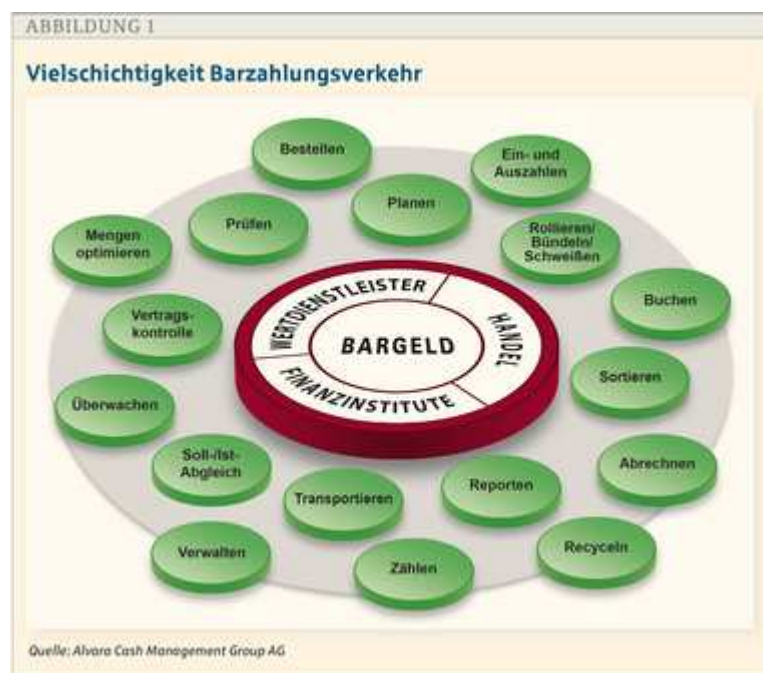 ABBILDUNG 1
Vielschichtigkeit Barzahlungsverkehr
Bestellen
Ein- und
Auszahlen
Planen
Prüfen
Mengen
optimieren
Rollieren/
Bündeln/
Schweißen
WERTDIENSTLEISTER
HANDEL
FINANZINSTITUTE
BARGELD
Buchen
Vertrags-
kontrolle
Sortieren
Überwachen
Soll-/Ist-
Abgleich
Abrechnen
Reporten
Transportieren
Verwalten
Zählen
Recyceln
Quelle: Alvara Cash Management Group AG